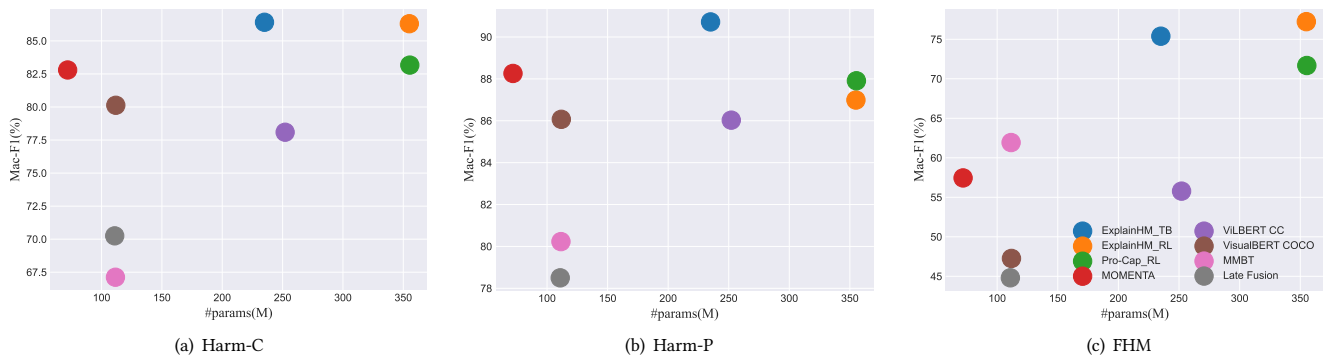 85.0
82.5
80.0
77.5
75.0
72.5
70.0
67.5
Mac-F1(%)
100 150 200 250 300 350
#params(M)
(a) Harm-C
90
88
86
84
82
80
78
Mac-F1(%)
100 150 200 250 300 350
#params(M)
(b) Harm-P
75
70
65
60
55
50
45
Mac-F1(%)
ExplainHM_TB
ExplainHM_RL
Pro-Cap_RL
MOMENTA
ViLBERT CC
VisualBERT COCO
MMBT
Late Fusion
100 150 200 250 300 350
#params(M)
(c) FHM